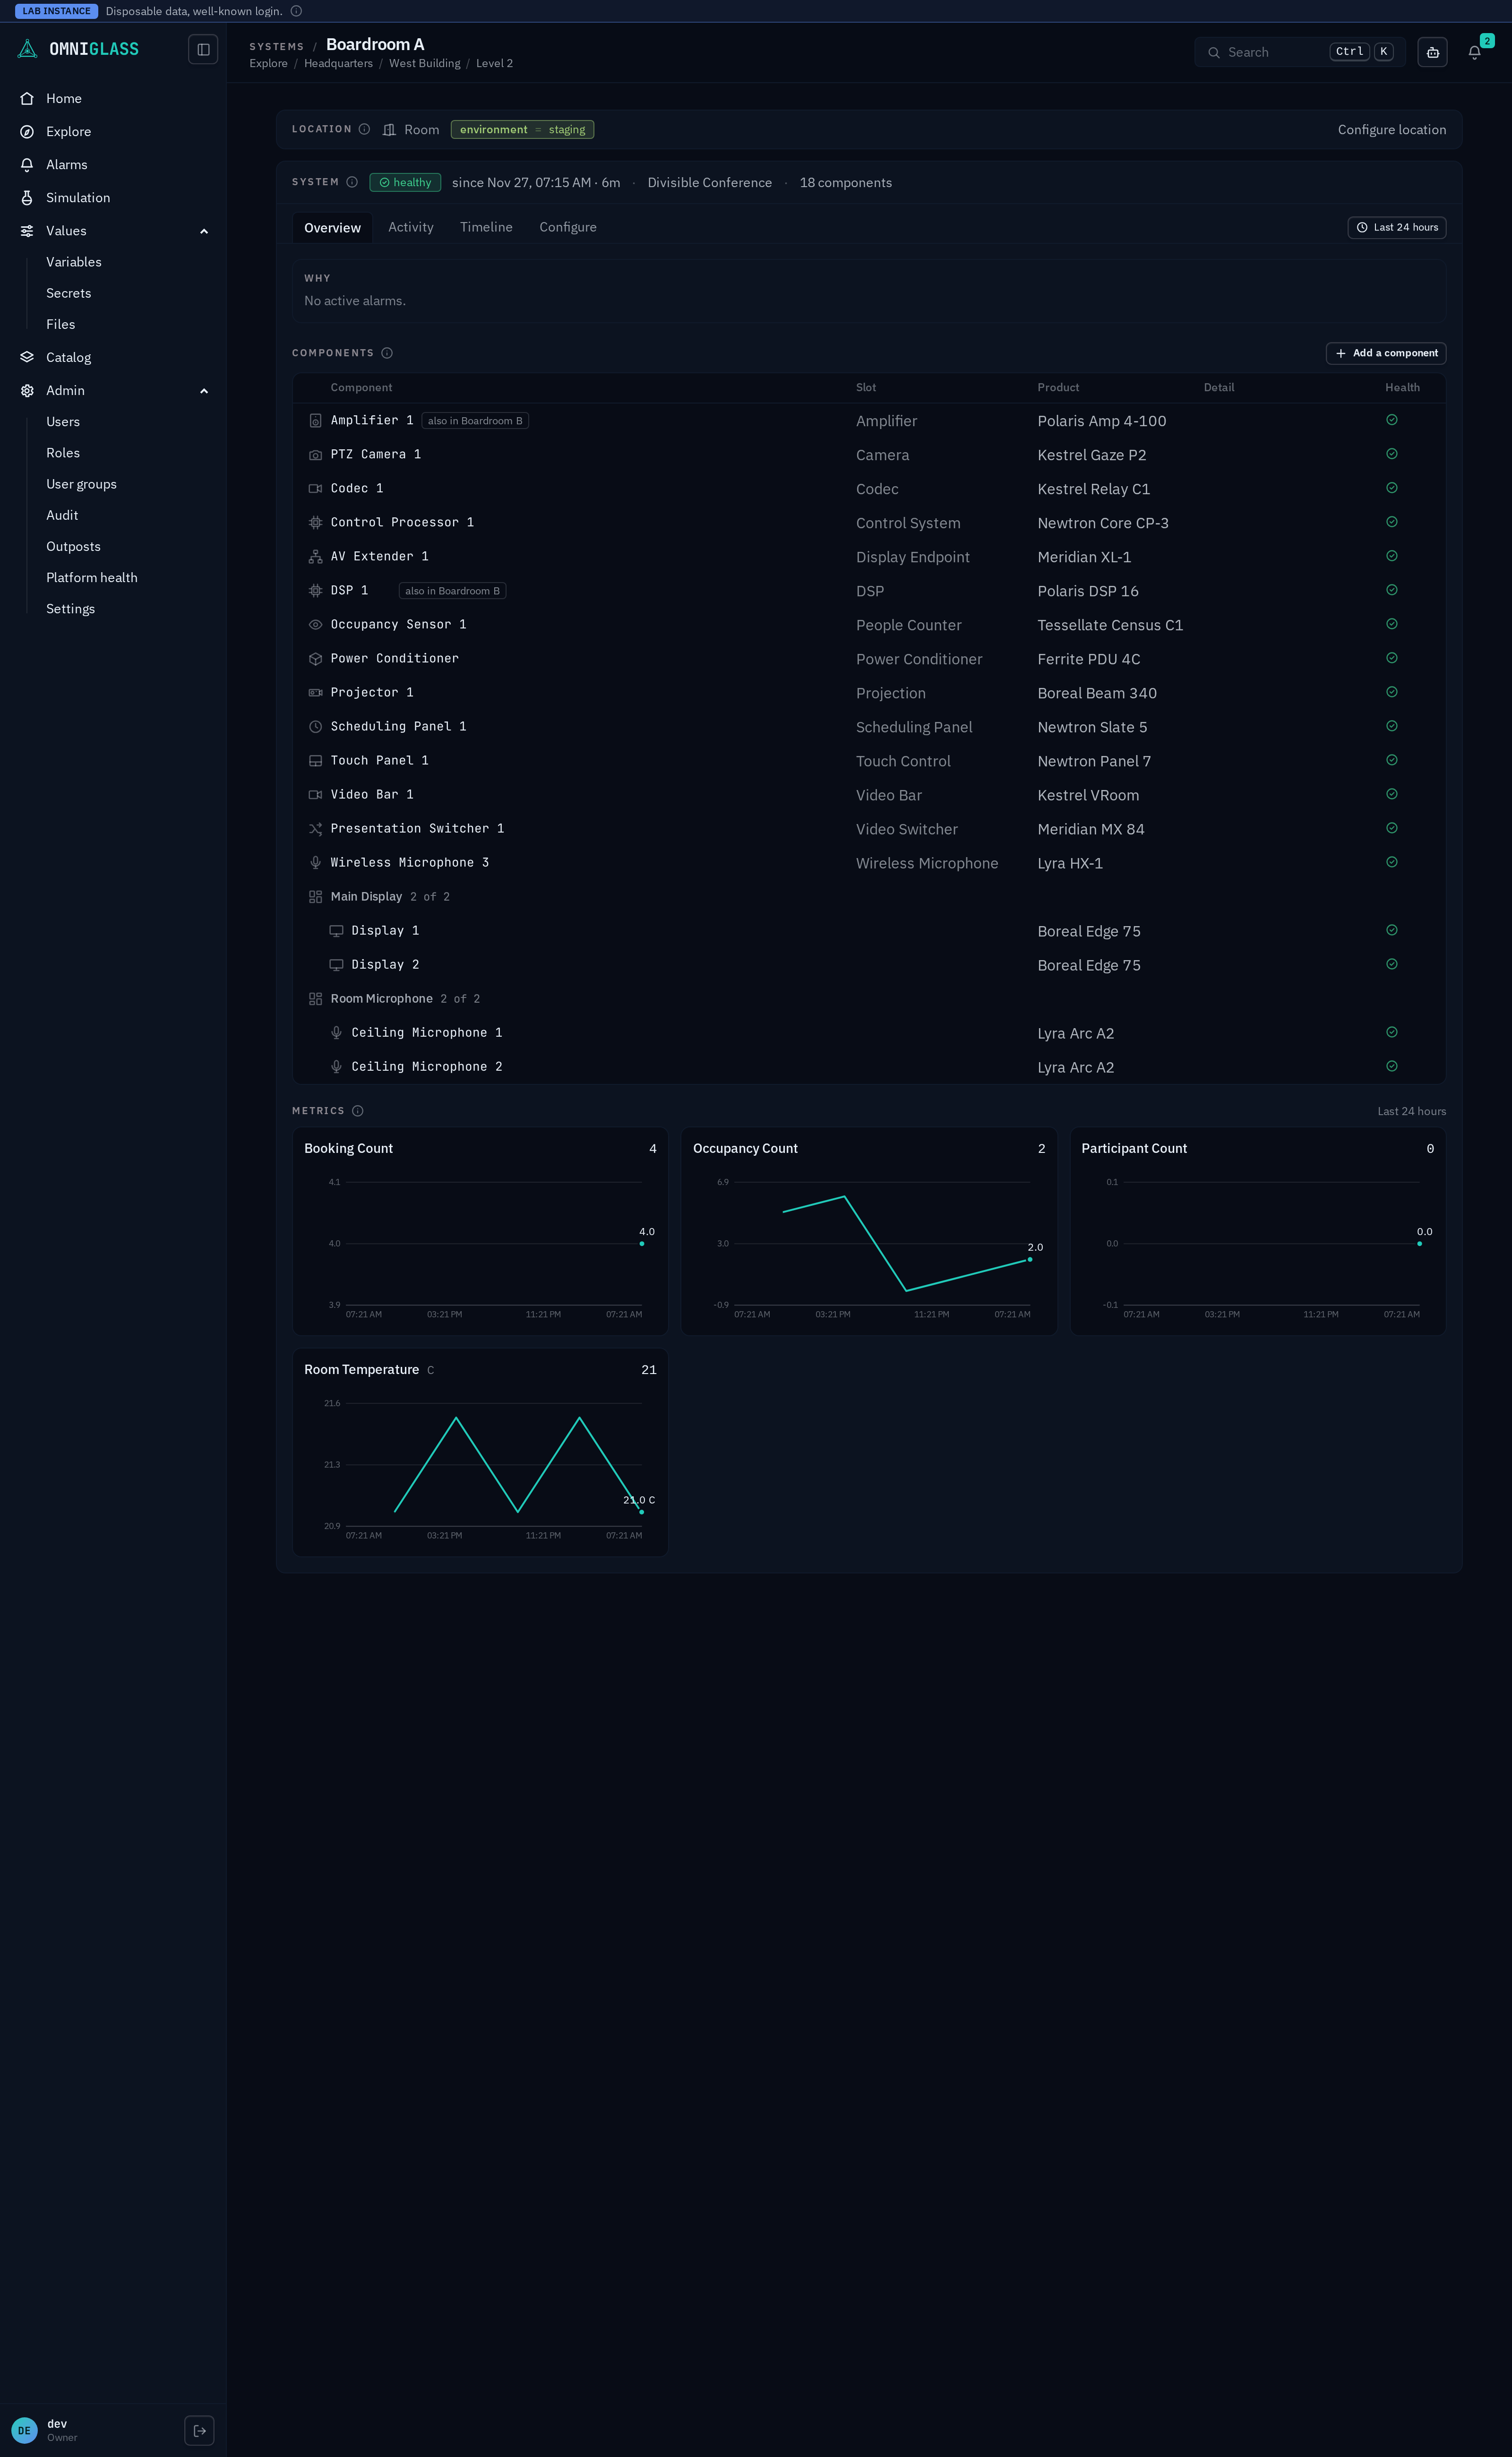 LAB INSTANCE Disposable data, well-known login.
OMNIGLASS
Home
Explore
Alarms
Simulation
Values
Variables
Secrets
Files
Catalog
Admin
Users
Roles
User groups
Audit
Outposts
Platform health
Settings
DE dev
Owner
SYSTEMS / Boardroom A
Explore / Headquarters / West Building / Level 2
Search Ctrl K
2
LOCATION Room environment = staging Configure location
SYSTEM healthy since Nov 27, 07:15 AM · 6m · Divisible Conference · 18 components
Overview Activity Timeline Configure Last 24 hours
WHY
No active alarms.
COMPONENTS Add a component
Component Slot Product Detail Health
Amplifier 1 also in Boardroom B Amplifier Polaris Amp 4-100
PTZ Camera 1 Camera Kestrel Gaze P2
Codec 1 Codec Kestrel Relay C1
Control Processor 1 Control System Newtron Core CP-3
AV Extender 1 Display Endpoint Meridian XL-1
DSP 1 also in Boardroom B DSP Polaris DSP 16
Occupancy Sensor 1 People Counter Tessellate Census C1
Power Conditioner Power Conditioner Ferrite PDU 4C
Projector 1 Projection Boreal Beam 340
Scheduling Panel 1 Scheduling Panel Newtron Slate 5
Touch Panel 1 Touch Control Newtron Panel 7
Video Bar 1 Video Bar Kestrel VRoom
Presentation Switcher 1 Video Switcher Meridian MX 84
Wireless Microphone 3 Wireless Microphone Lyra HX-1
Main Display 2 of 2
Display 1 Boreal Edge 75
Display 2 Boreal Edge 75
Room Microphone 2 of 2
Ceiling Microphone 1 Lyra Arc A2
Ceiling Microphone 2 Lyra Arc A2
METRICS Last 24 hours
Booking Count 4
4.1
4.0
4.0
3.9
07:21 AM 03:21 PM 11:21 PM 07:21 AM
Occupancy Count 2
6.9
3.0
2.0
-0.9
07:21 AM 03:21 PM 11:21 PM 07:21 AM
Participant Count 0
0.1
0.0
0.0
-0.1
07:21 AM 03:21 PM 11:21 PM 07:21 AM
Room Temperature C 21
21.6
21.3
21.0 C
20.9
07:21 AM 03:21 PM 11:21 PM 07:21 AM